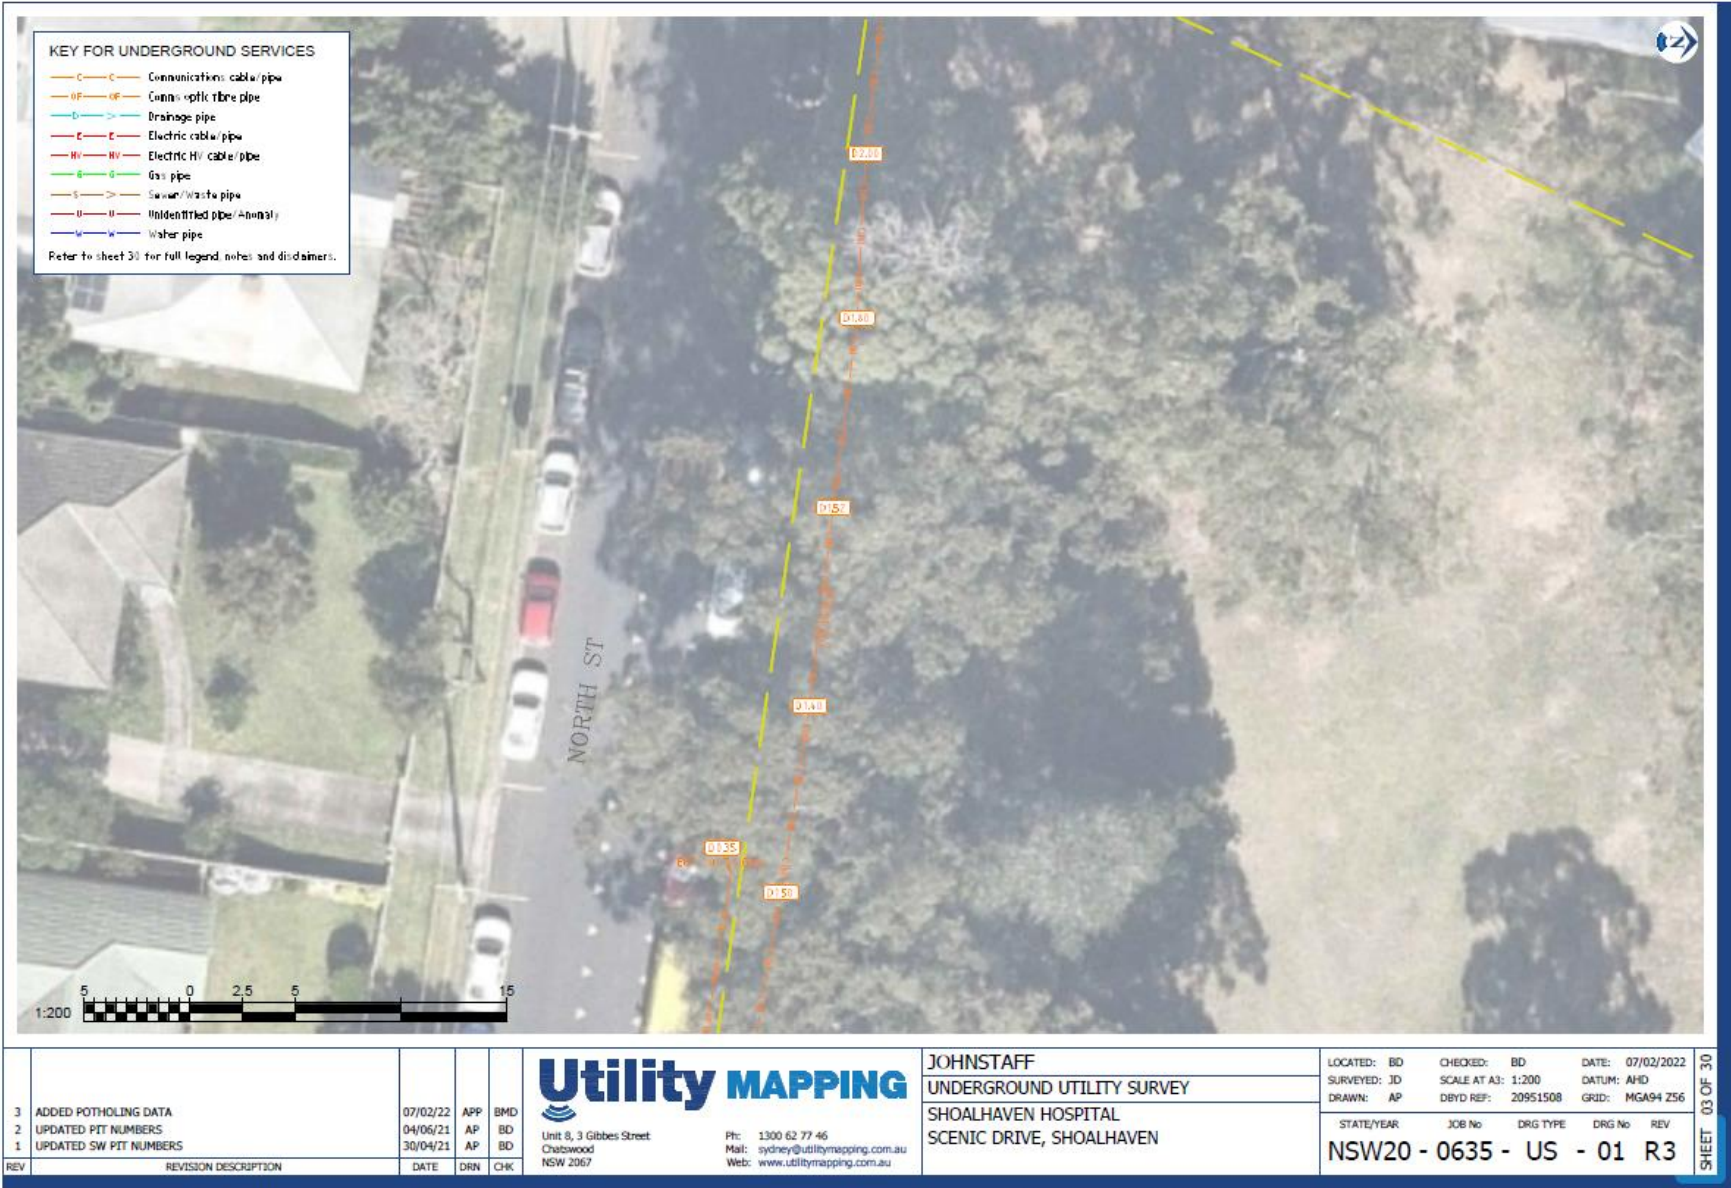 KEY FOR UNDERGROUND SERVICES
C C Communications cable/pipe
OF OF Comms optic fibre pipe
D > Drainage pipe
E E Electric cable/pipe
HV HV Electric HV cable/pipe
G G Gas pipe
S > Sewer/Waste pipe
U U Unidentified pipe/Anomaly
W W Water pipe
Refer to sheet 30 for full legend, notes and disclaimers.
N
D2.00
D1.57
D1.40
NORTH ST
D0.35
D1.50
1:200
5 0 2.5 5 15
3 ADDED POTHOLING DATA 07/02/22 APP BMD
2 UPDATED PIT NUMBERS 04/06/21 AP BD
1 UPDATED SW PIT NUMBERS 30/04/21 AP BD
REV REVISION DESCRIPTION DATE DRN CHK
Utility MAPPING
Unit 8, 3 Gibbes Street
Chatswood
NSW 2067
Ph: 1300 62 77 46
Mail: sydney@utilitymapping.com.au
Web: www.utilitymapping.com.au
JOHNSTAFF
UNDERGROUND UTILITY SURVEY
SHOALHAVEN HOSPITAL
SCENIC DRIVE, SHOALHAVEN
LOCATED: BD CHECKED: BD DATE: 07/02/2022
SURVEYED: JD SCALE AT A3: 1:200 DATUM: AHD
DRAWN: AP DBYD REF: 20951508 GRID: MGA94 Z56
STATE/YEAR JOB No DRG TYPE DRG No REV
NSW20 - 0635 - US - 01 R3
SHEET 03 OF 30